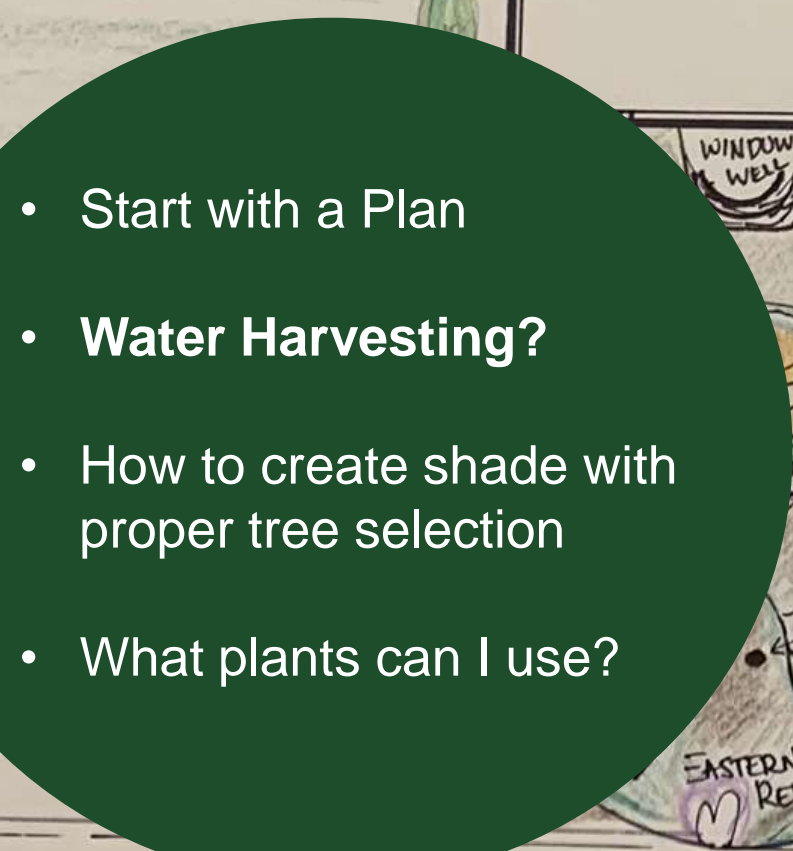 • Start with a Plan
• Water Harvesting?
• How to create shade with
proper tree selection
• What plants can I use?
WINDOW
WELL
EASTERN